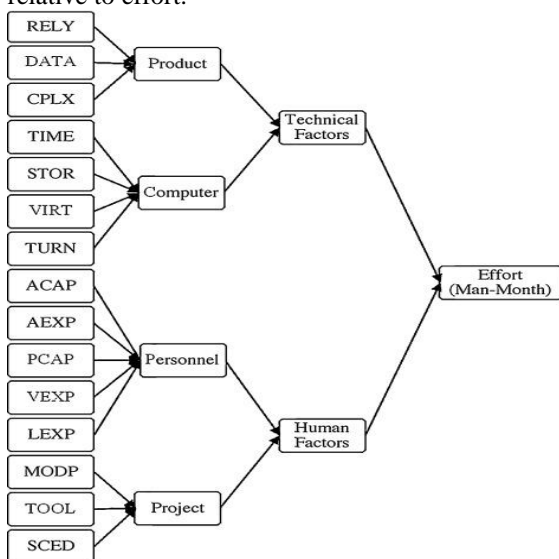 relative to effort.
RELY
DATA
CPLX
TIME
STOR
VIRT
TURN
ACAP
AEXP
PCAP
VEXP
LEXP
MODP
TOOL
SCED
Product
Computer
Personnel
Project
Technical
Factors
Human
Factors
Effort
(Man-Month)